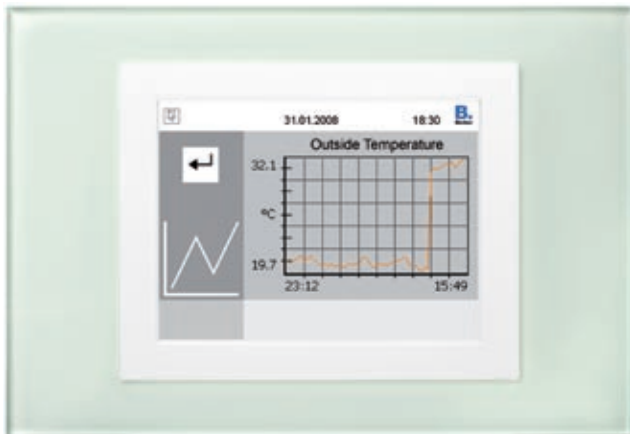 31.01.2008 18:30 B.
Outside Temperature
32.1
°C
19.7
23:12 15:49